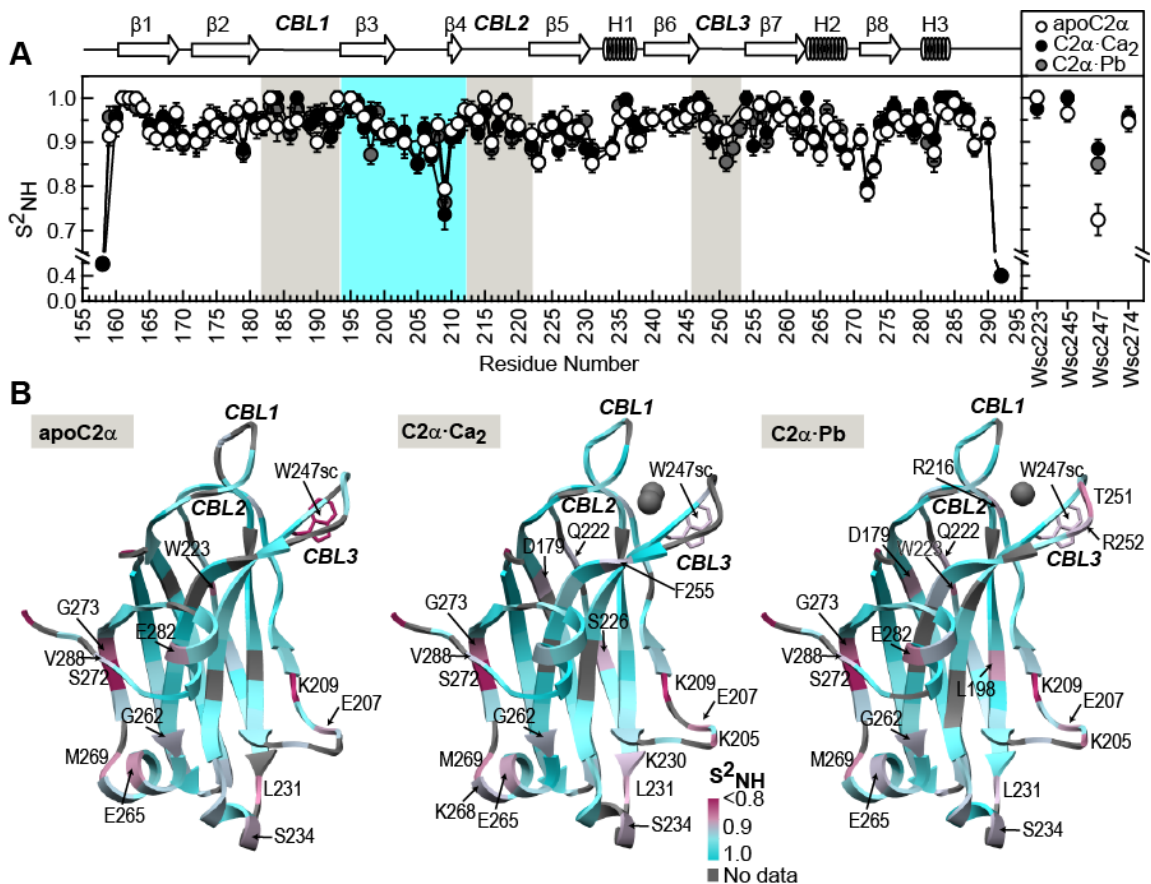 A
β1 β2 CBL1 β3 β4 CBL2 β5 H1 β6 CBL3 β7 H2 β8 H3
apoC2α
C2α·Ca2
C2α·Pb
S2NH
1.0
0.9
0.8
0.7
0.4
0.0
155 160 165 170 175 180 185 190 195 200 205 210 215 220 225 230 235 240 245 250 255 260 265 270 275 280 285 290 295
Wsc223 Wsc245 Wsc247 Wsc274
Residue Number
B
apoC2α
CBL1
W247sc
CBL2
CBL3
W223
G273
E282
V288
S272
K209
E207
G262
M269
L231
E265
S234
C2α·Ca2
CBL1
W247sc
CBL2
Q222
D179
CBL3
F255
G273
S226
V288
S272
K209
E207
G262
K205
M269
K230
L231
K268
E265
S234
S2NH
<0.8
0.9
1.0
No data
C2α·Pb
CBL1
R216
W247sc
T251
CBL2
Q222
D179
W223
R252
CBL3
G273
E282
V288
S272
L198
K209
E207
G262
K205
M269
L231
E265
S234